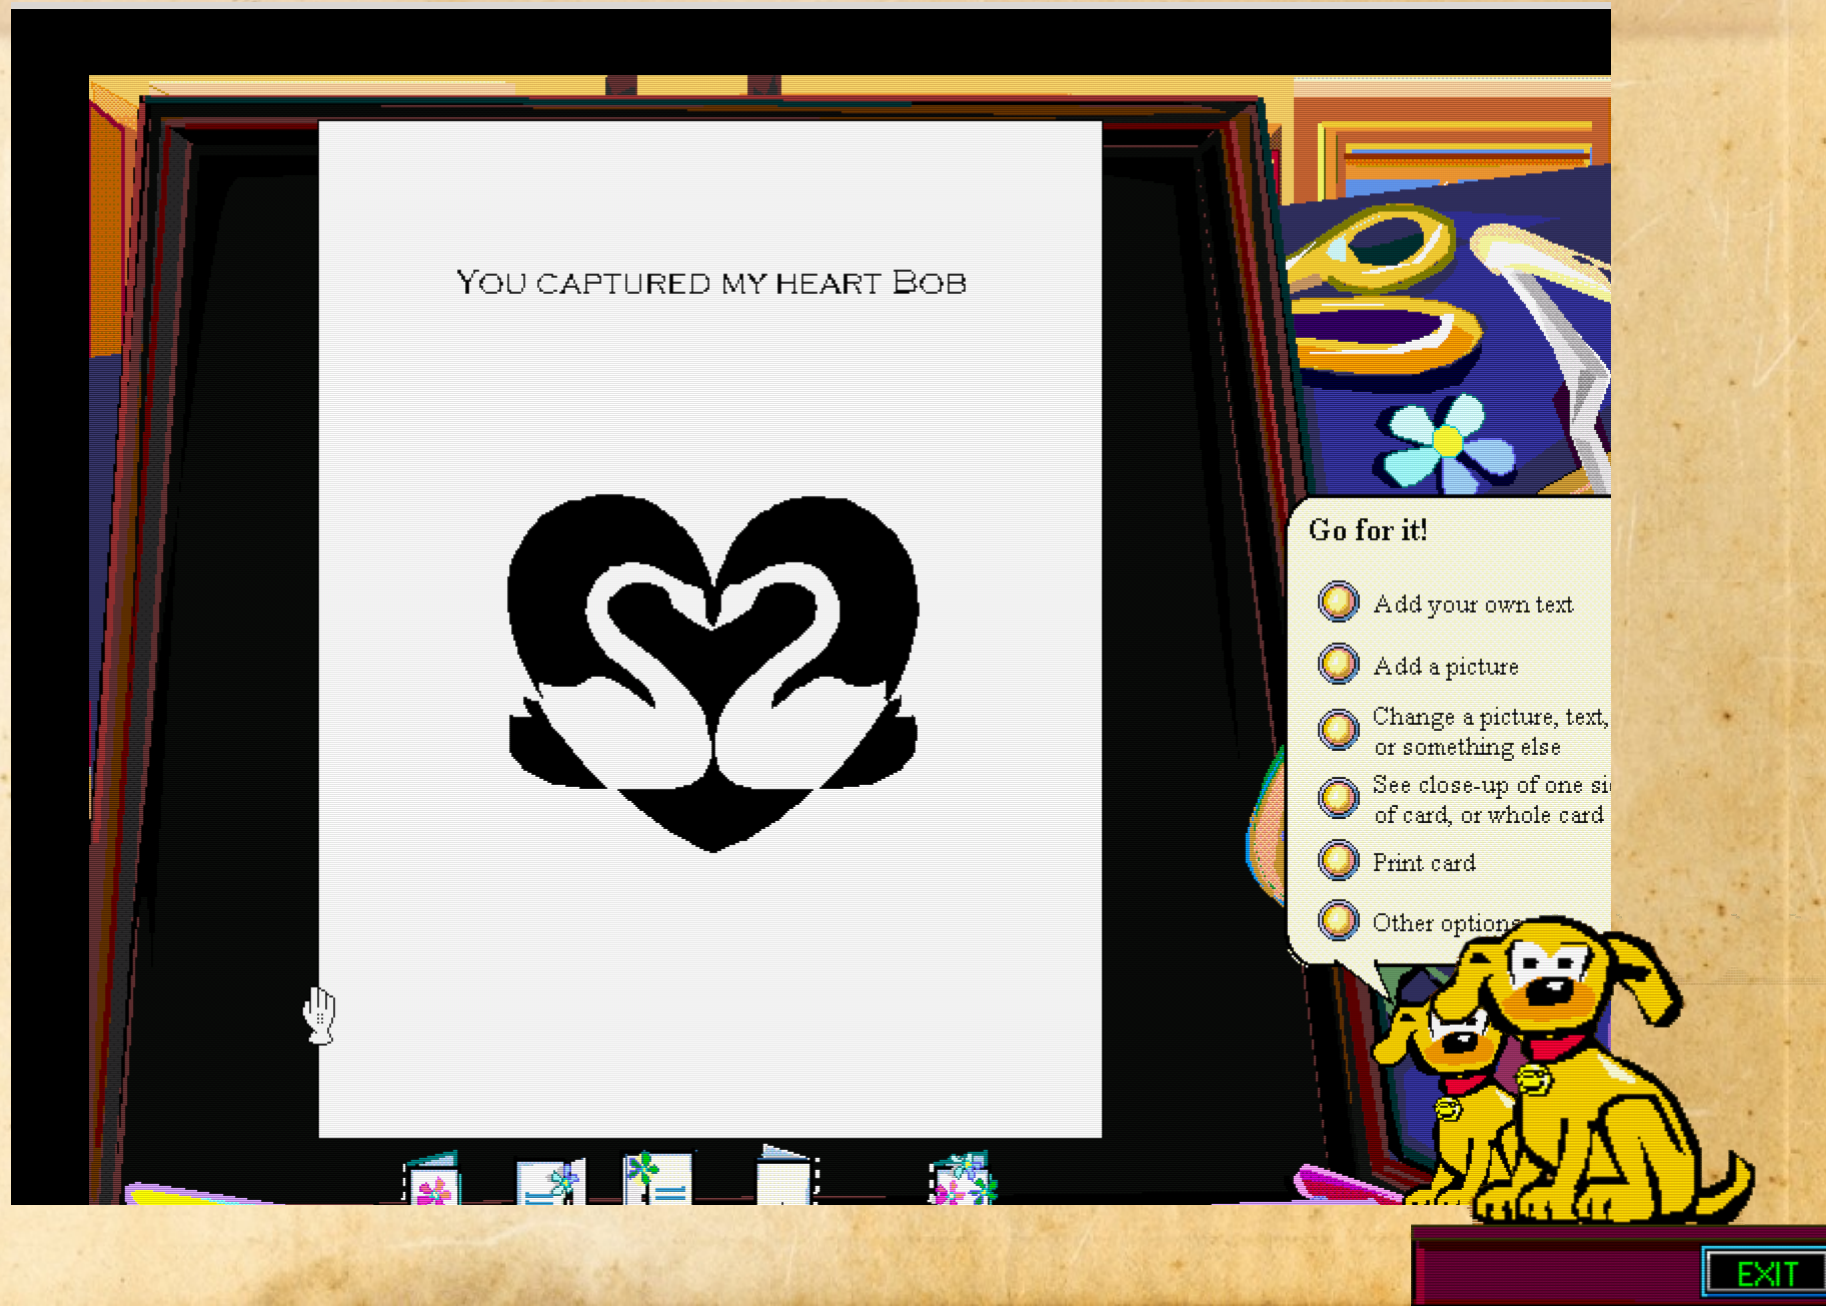 You captured my heart Bob
Go for it!
Add your own text
Add a picture
Change a picture, text,
or something else
See close-up of one si
of card, or whole card
Print card
Other options
EXIT